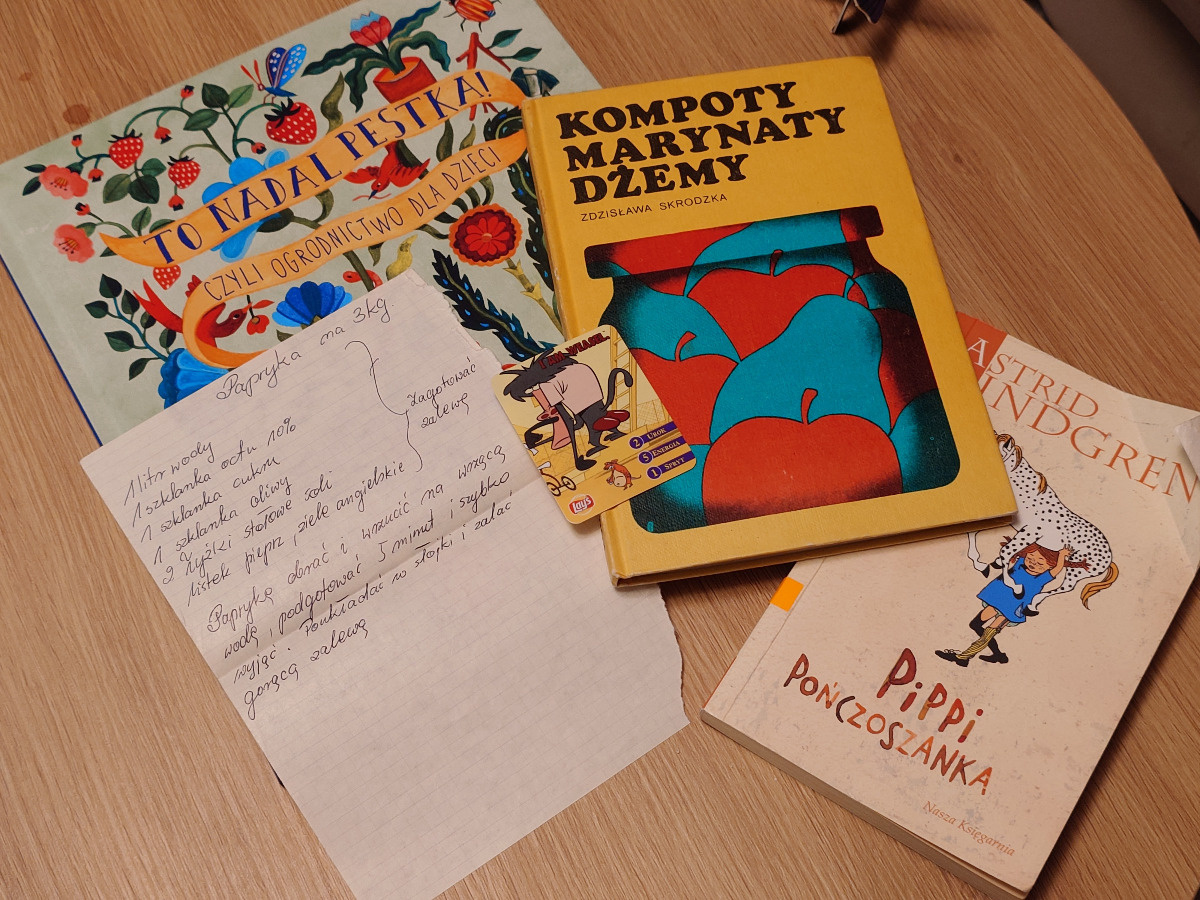 TO NADAL PESTKA!
CZYLI OGRODNICTWO DLA DZIECI
KOMPOTY
MARYNATY
DŻEMY
ZDZISŁAWA SKRODZKA
Papryka na 3kg.
1 litr wody
1 szklanka octu 10%
1 szklanka cukru
1 szklanka oliwy
2 łyżki stołowe soli
listek pieprz, ziele angielskie
Zagotować
zalewę
Paprykę obrać i wrzucić na wrzącą
wodę, podgotować 5 minut i szybko
wyjąć. Poukładać w słojki i zalać
gorącą zalewą
I AM WEASEL
2 UROK
5 ENERGIA
1 SPRYT
Lay's
ASTRID
LINDGREN
PiPPi
POŃCZOSZANKA
Nasza Księgarnia